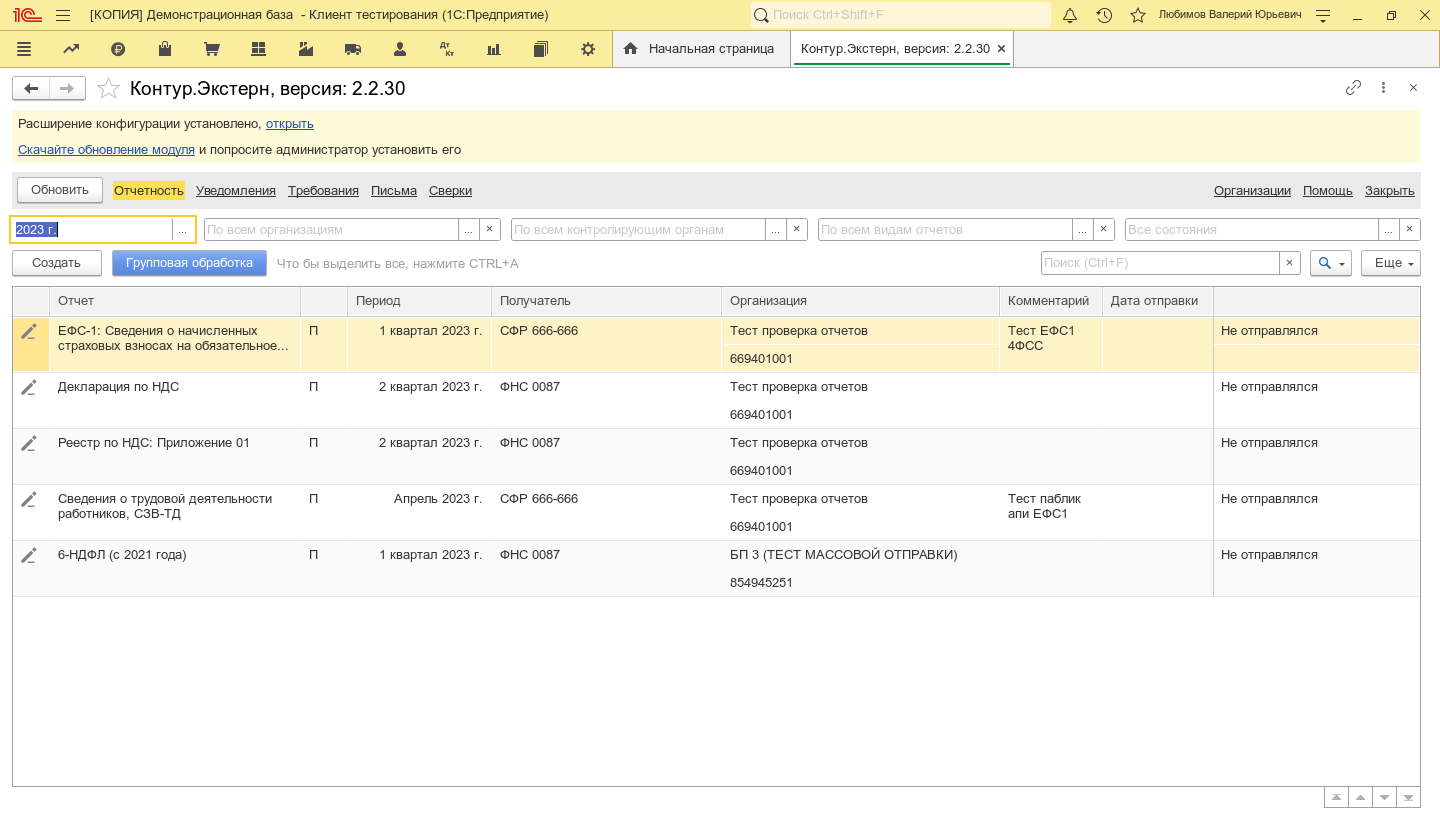 [КОПИЯ] Демонстрационная база - Клиент тестирования (1С:Предприятие)
Поиск Ctrl+Shift+F
Любимов Валерий Юрьевич
Дт
Кт
Начальная страница
Контур.Экстерн, версия: 2.2.30
Контур.Экстерн, версия: 2.2.30
Расширение конфигурации установлено, открыть
Скачайте обновление модуля и попросите администратор установить его
Обновить Отчетность Уведомления Требования Письма Сверки Организации Помощь Закрыть
2023 г. ... По всем организациям ... По всем контролирующим органам ... По всем видам отчетов ... Все состояния ...
Создать Групповая обработка Что бы выделить все, нажмите CTRL+A Поиск (Ctrl+F) Еще
Отчет Период Получатель Организация Комментарий Дата отправки
ЕФС-1: Сведения о начисленных П 1 квартал 2023 г. СФР 666-666 Тест проверка отчетов Тест ЕФС1 Не отправлялся
страховых взносах на обязательное... 4ФСС
669401001
Декларация по НДС П 2 квартал 2023 г. ФНС 0087 Тест проверка отчетов Не отправлялся
669401001
Реестр по НДС: Приложение 01 П 2 квартал 2023 г. ФНС 0087 Тест проверка отчетов Не отправлялся
669401001
Сведения о трудовой деятельности П Апрель 2023 г. СФР 666-666 Тест проверка отчетов Тест паблик Не отправлялся
работников, СЗВ-ТД апи ЕФС1
669401001
6-НДФЛ (с 2021 года) П 1 квартал 2023 г. ФНС 0087 БП 3 (ТЕСТ МАССОВОЙ ОТПРАВКИ) Не отправлялся
854945251